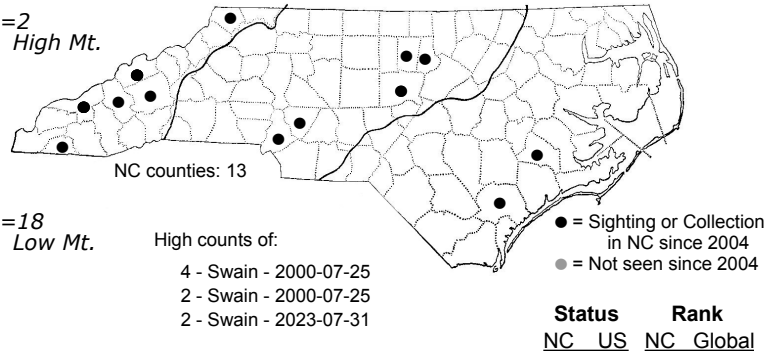 =2
High Mt.
NC counties: 13
=18
Low Mt.
High counts of:
4 - Swain - 2000-07-25
2 - Swain - 2000-07-25
2 - Swain - 2023-07-31
● = Sighting or Collection
in NC since 2004
● = Not seen since 2004
Status Rank
NC US NC Global